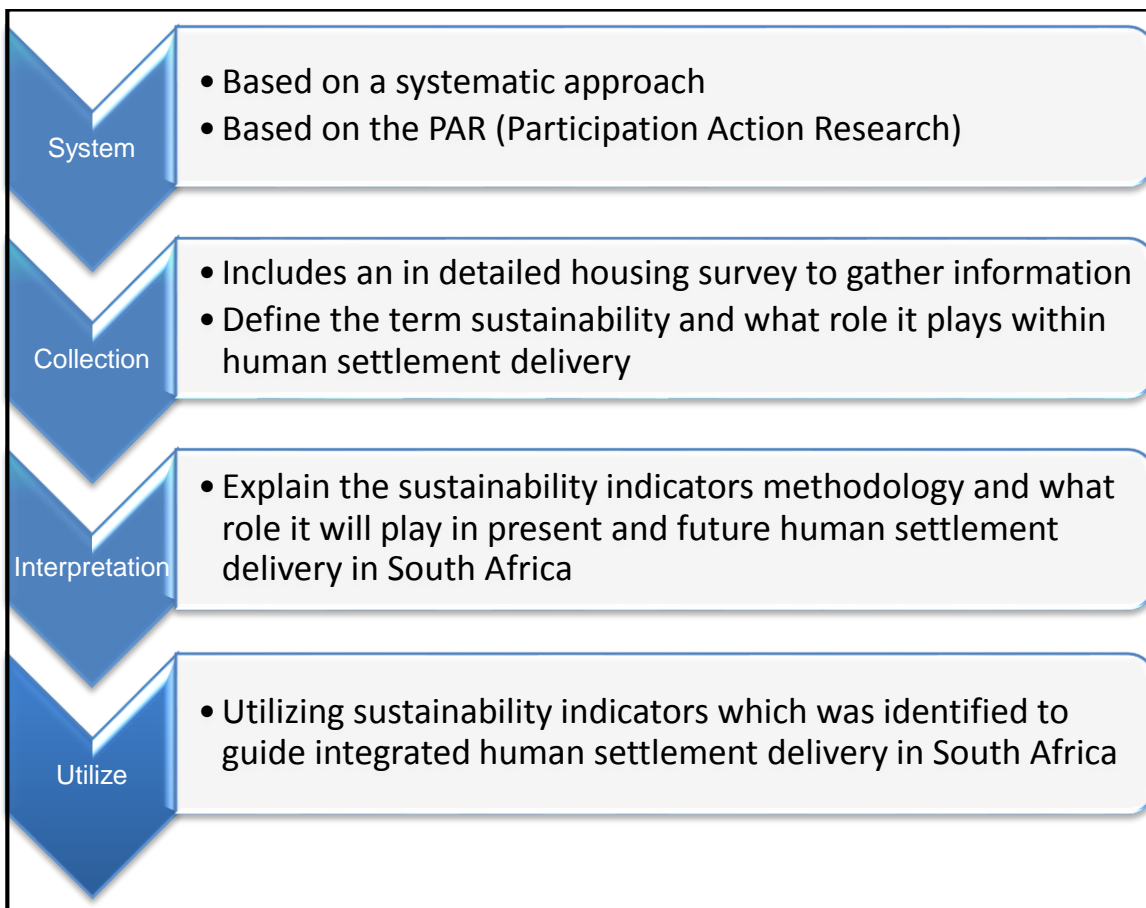 System
• Based on a systematic approach
• Based on the PAR (Participation Action Research)
Collection
• Includes an in detailed housing survey to gather information
• Define the term sustainability and what role it plays within
human settlement delivery
Interpretation
• Explain the sustainability indicators methodology and what
role it will play in present and future human settlement
delivery in South Africa
Utilize
• Utilizing sustainability indicators which was identified to
guide integrated human settlement delivery in South Africa